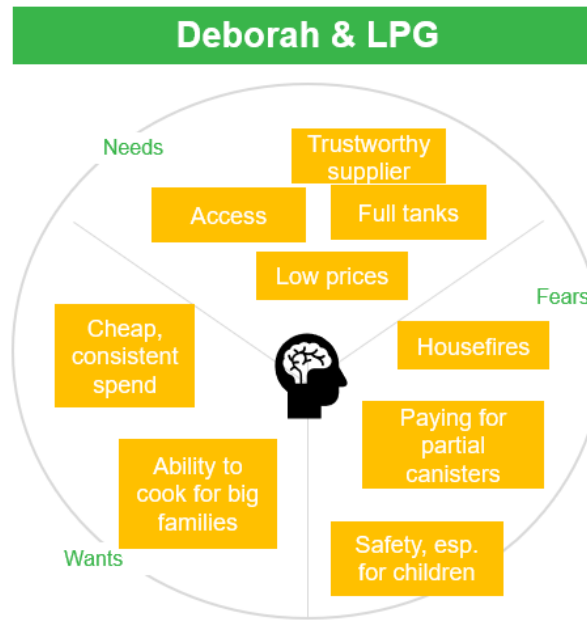 Deborah & LPG
Needs
Trustworthy
supplier
Access
Full tanks
Low prices
Fears
Housefires
Paying for
partial
canisters
Safety, esp.
for children
Cheap,
consistent
spend
Ability to
cook for big
families
Wants